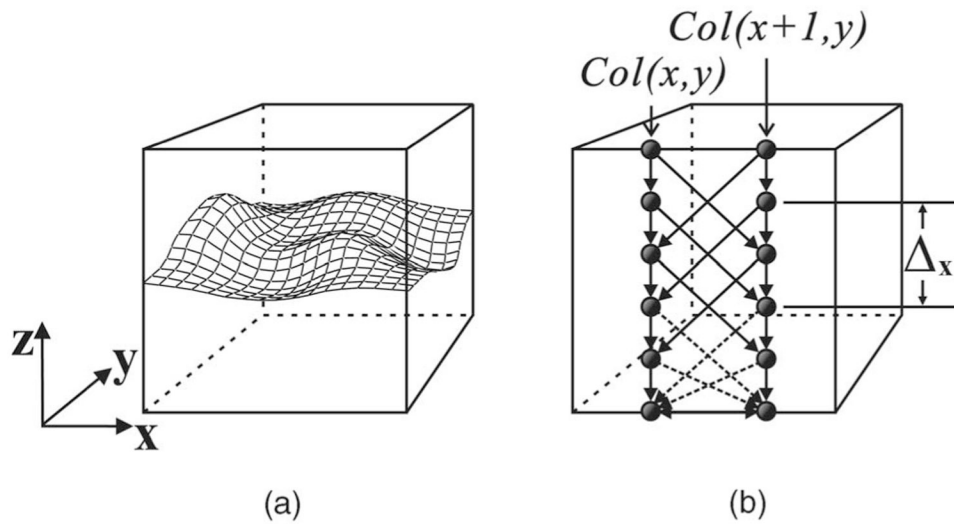 Col(x+1,y)
Col(x,y)
Δx
z
y
x
(a)
(b)